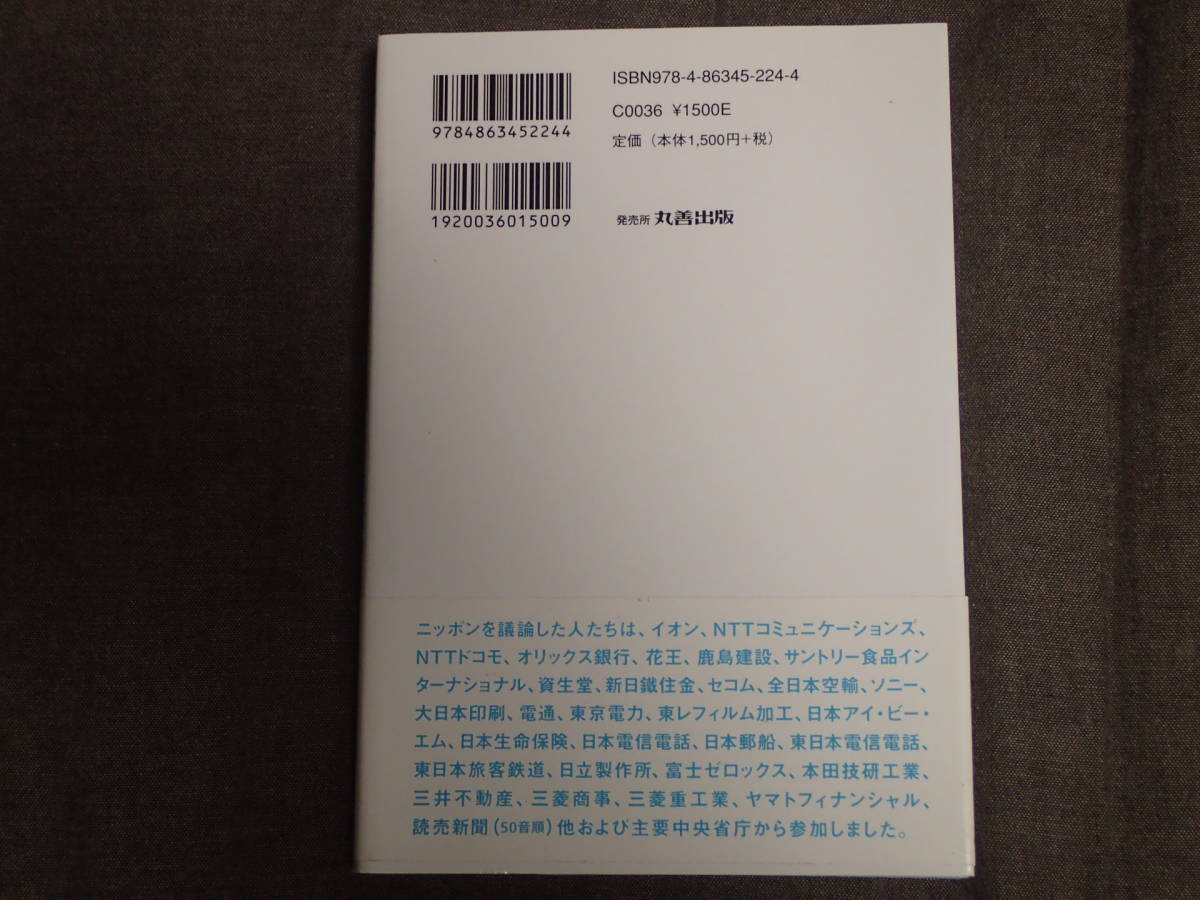 ISBN978-4-86345-224-4
9784863452244
C0036 ¥1500E
定価（本体1,500円+税）
1920036015009
発売所 丸善出版
ニッポンを議論した人たちは、イオン、NTTコミュニケーションズ、
NTTドコモ、オリックス銀行、花王、鹿島建設、サントリー食品イン
ターナショナル、資生堂、新日鐵住金、セコム、全日本空輸、ソニー、
大日本印刷、電通、東京電力、東レフィルム加工、日本アイ・ビー・
エム、日本生命保険、日本電信電話、日本郵船、東日本電信電話、
東日本旅客鉄道、日立製作所、富士ゼロックス、本田技研工業、
三井不動産、三菱商事、三菱重工業、ヤマトフィナンシャル、
読売新聞（50音順）他および主要中央省庁から参加しました。